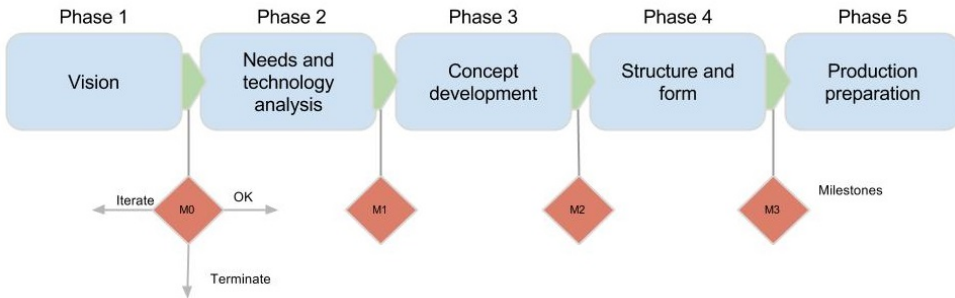 Phase 1
Phase 2
Phase 3
Phase 4
Phase 5
Vision
Needs and
technology
analysis
Concept
development
Structure and
form
Production
preparation
Iterate
M0
OK
Terminate
M1
M2
M3
Milestones